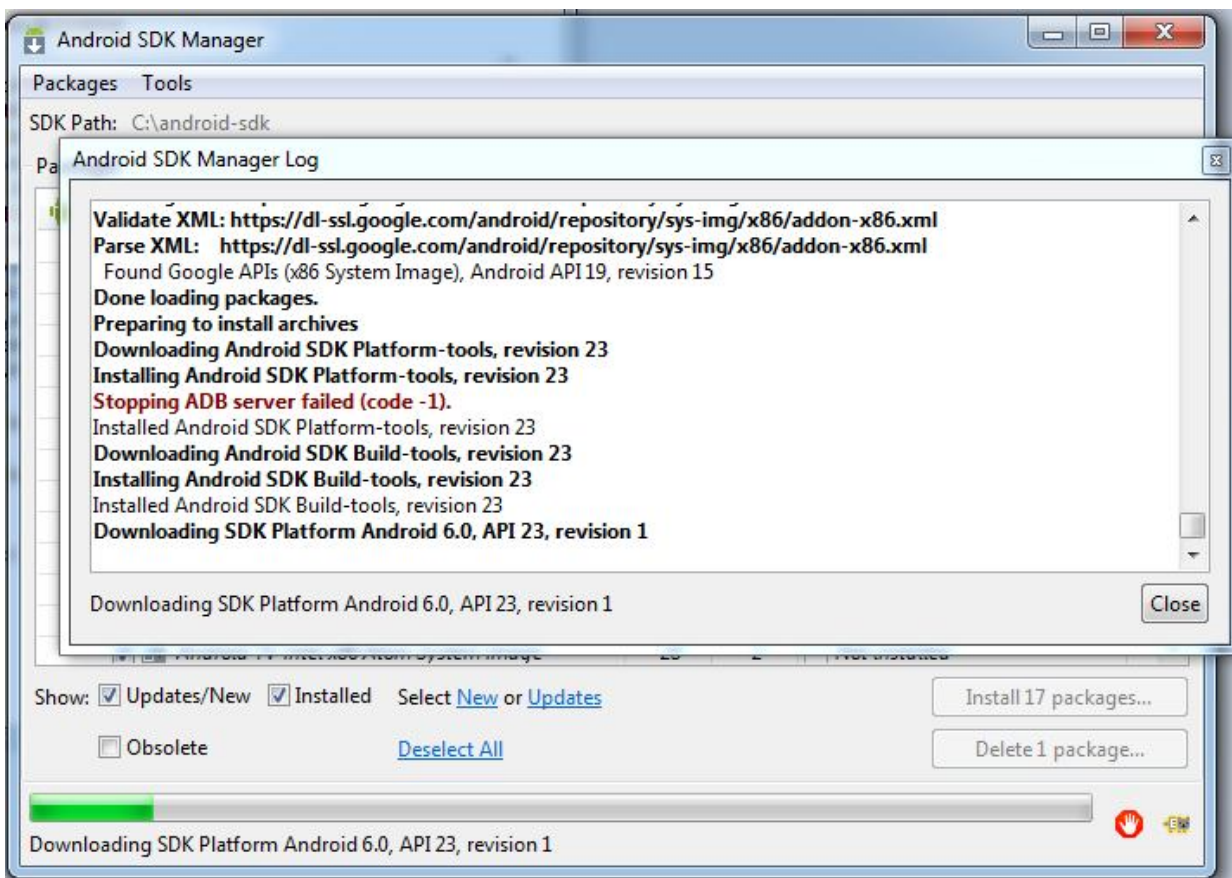 Android SDK Manager
Packages Tools
SDK Path: C:\android-sdk
Pa
Android SDK Manager Log
Validate XML: https://dl-ssl.google.com/android/repository/sys-img/x86/addon-x86.xml
Parse XML: https://dl-ssl.google.com/android/repository/sys-img/x86/addon-x86.xml
Found Google APIs (x86 System Image), Android API 19, revision 15
Done loading packages.
Preparing to install archives
Downloading Android SDK Platform-tools, revision 23
Installing Android SDK Platform-tools, revision 23
Stopping ADB server failed (code -1).
Installed Android SDK Platform-tools, revision 23
Downloading Android SDK Build-tools, revision 23
Installing Android SDK Build-tools, revision 23
Installed Android SDK Build-tools, revision 23
Downloading SDK Platform Android 6.0, API 23, revision 1
Downloading SDK Platform Android 6.0, API 23, revision 1
Close
Show: Updates/New Installed Select New or Updates
Install 17 packages...
Obsolete Deselect All
Delete 1 package...
Downloading SDK Platform Android 6.0, API 23, revision 1